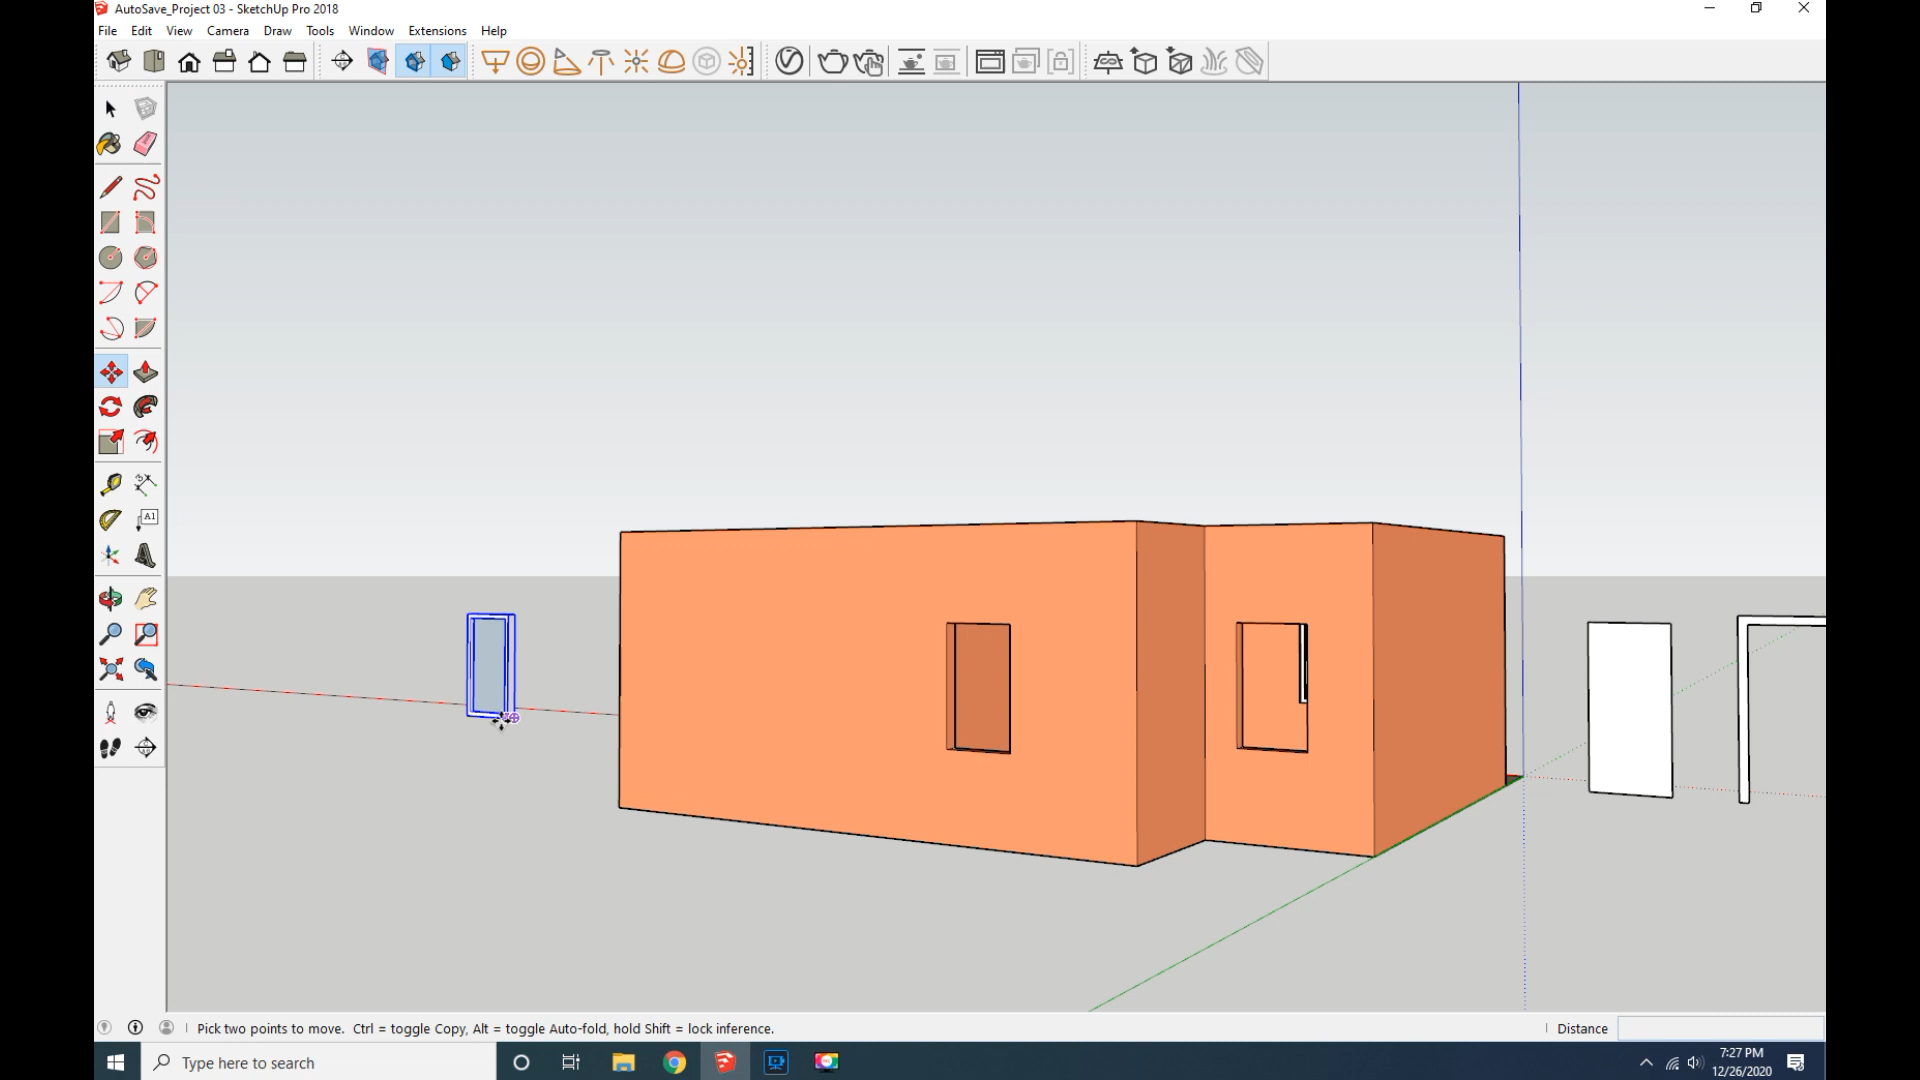 AutoSave_Project 03 - SketchUp Pro 2018
File Edit View Camera Draw Tools Window Extensions Help
A1
Pick two points to move. Ctrl = toggle Copy, Alt = toggle Auto-fold, hold Shift = lock inference.
Distance
Type here to search
7:27 PM
12/26/2020